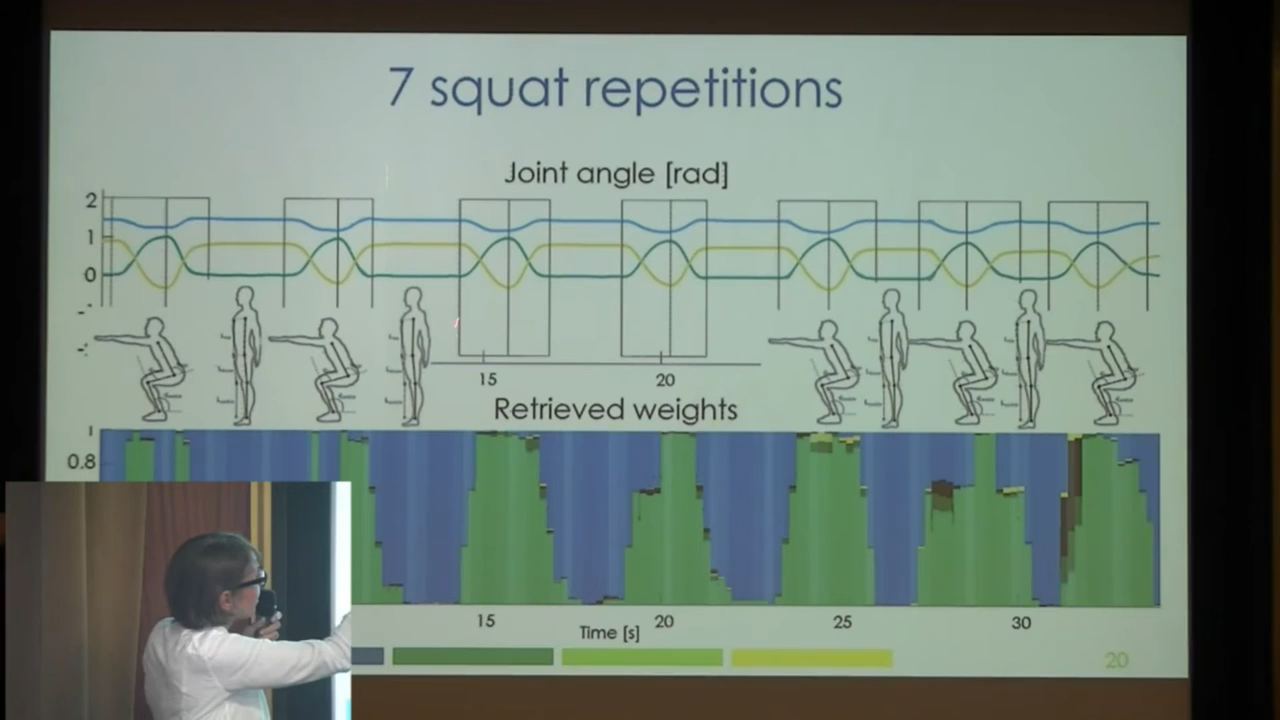 7 squat repetitions
Joint angle [rad]
2
1
0
15 20
Retrieved weights
1
0.8
15 20 25 30
Time [s]
20